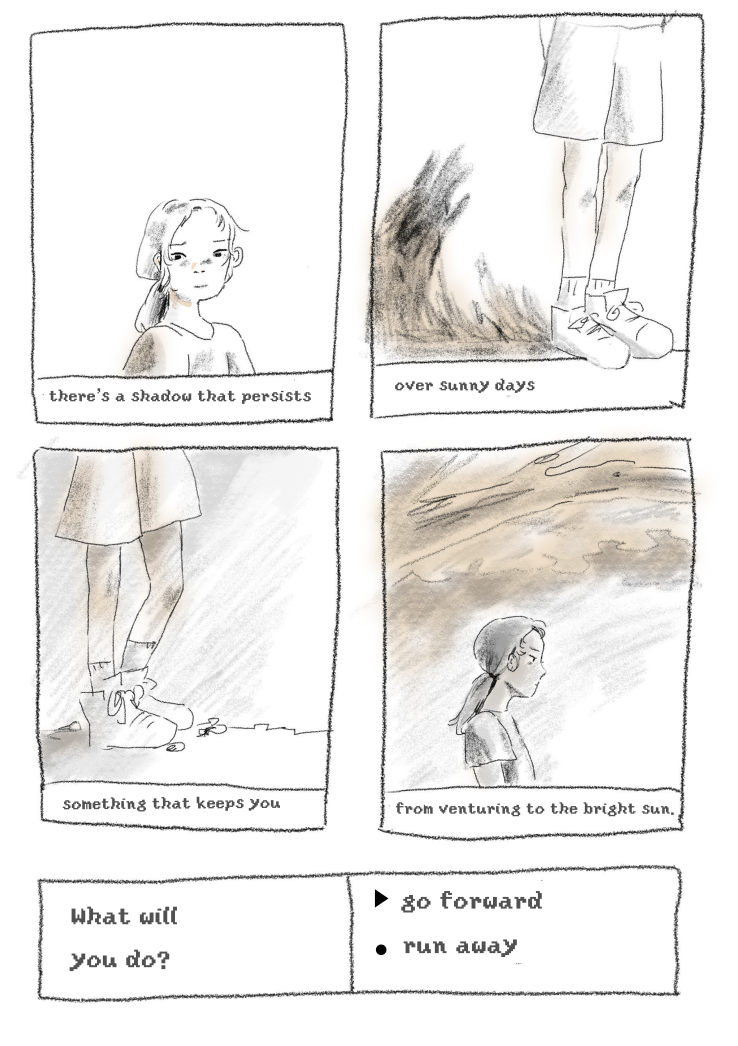 there's a shadow that persists
over sunny days
something that keeps you
from venturing to the bright sun.
What will
you do?
go forward
run away